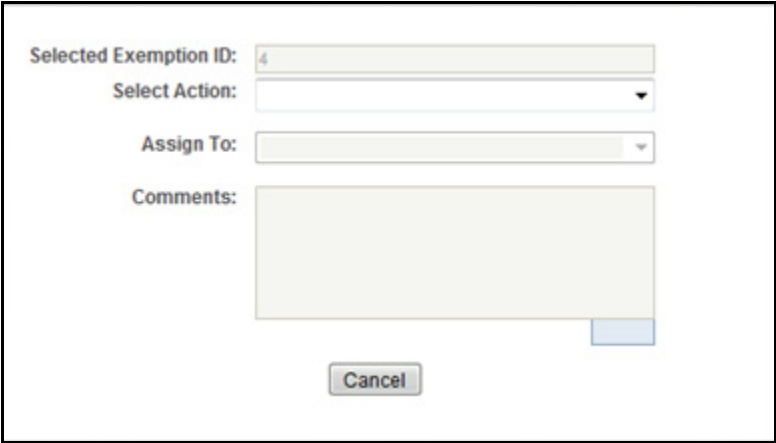 Selected Exemption ID: 4
Select Action:
Assign To:
Comments:
Cancel